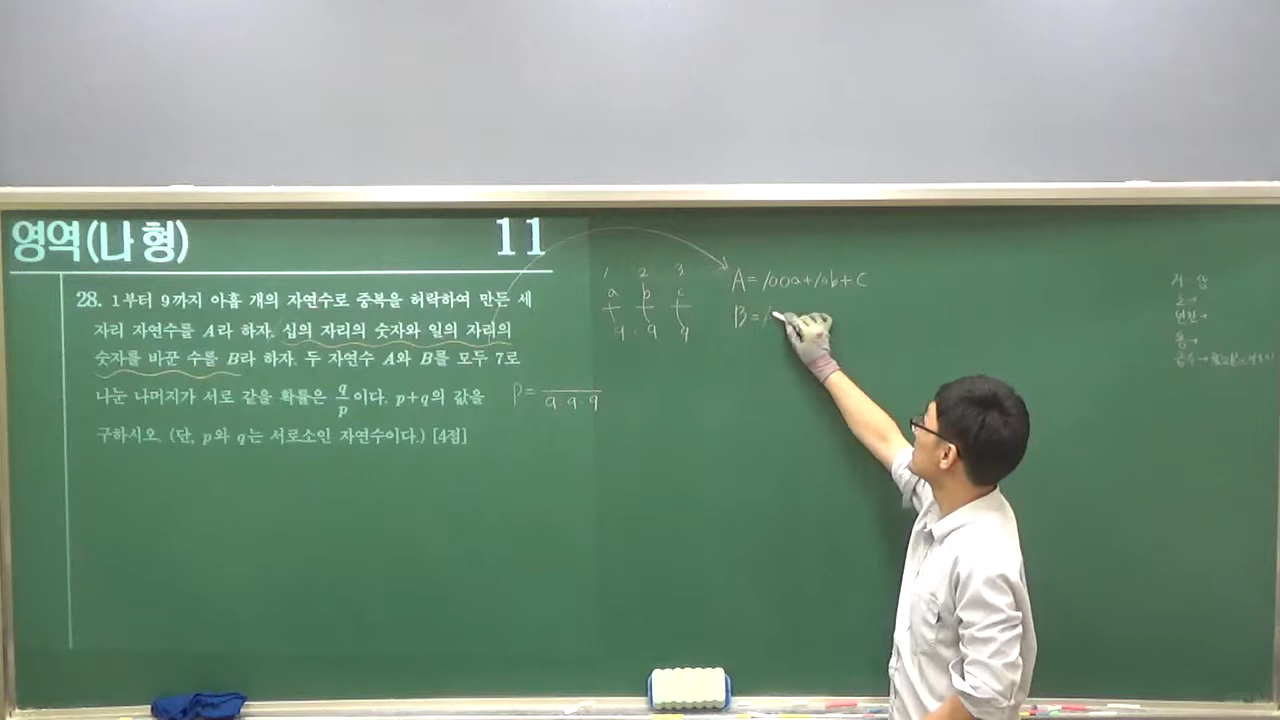 영역(나형)
11
28. 1부터 9까지 아홉 개의 자연수로 중복을 허락하여 만든 세
자리 자연수를 A라 하자. 십의 자리의 숫자와 일의 자리의
숫자를 바꾼 수를 B라 하자. 두 자연수 A와 B를 모두 7로
나눈 나머지가 서로 같을 확률은 q/p이다. p+q의 값을
구하시오. (단, p와 q는 서로소인 자연수이다.) [4점]
1 2 3
a b c
9 · 9 9
P = ── 9·9·9
A=100a+10b+c
B=1